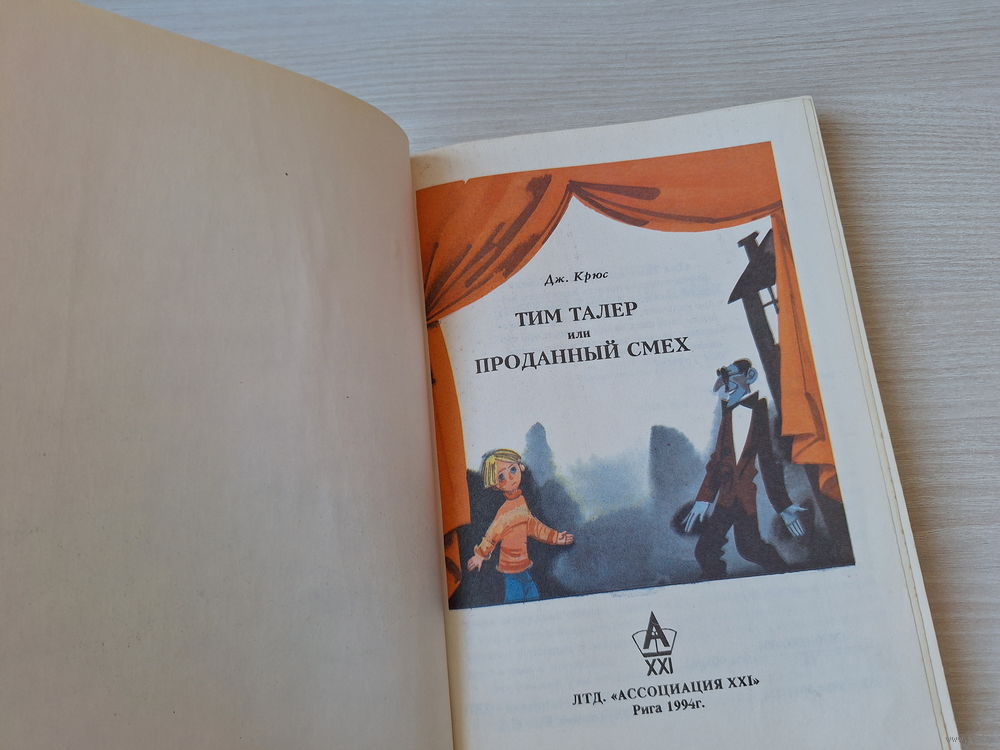 Дж. Крюс
ТИМ ТАЛЕР
или
ПРОДАННЫЙ СМЕХ
А
XXI
ЛТД. «АССОЦИАЦИЯ XXI»
Рига 1994г.